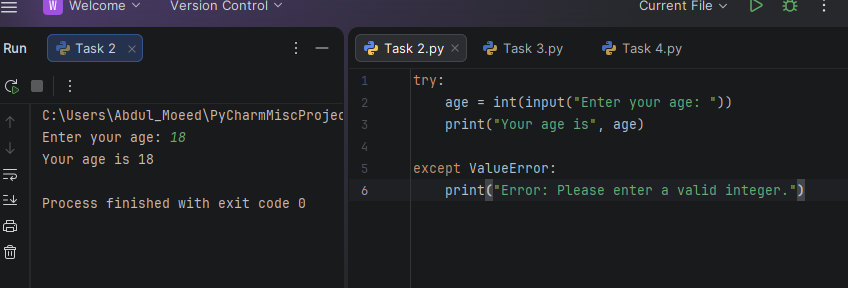 W Welcome Version Control Current File
Run Task 2 Task 2.py Task 3.py Task 4.py
C:\Users\Abdul_Moeed\PyCharmMiscProjec
Enter your age: 18
Your age is 18
Process finished with exit code 0
1 try:
2 age = int(input("Enter your age: "))
3 print("Your age is", age)
4
5 except ValueError:
6 print("Error: Please enter a valid integer.")